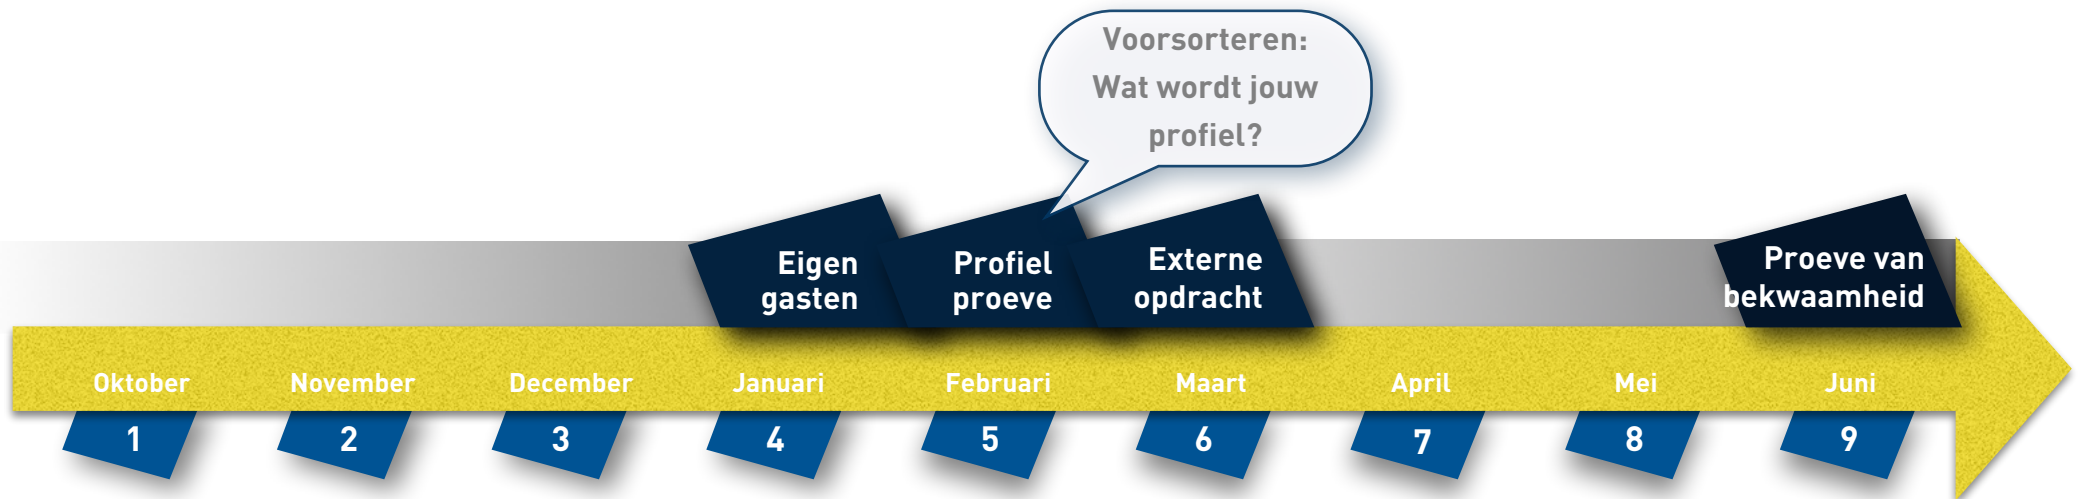 Voorsorteren:
Wat wordt jouw
profiel?
Eigen
gasten
Profiel
proeve
Externe
opdracht
Proeve van
bekwaamheid
Oktober November December Januari Februari Maart April Mei Juni
1 2 3 4 5 6 7 8 9